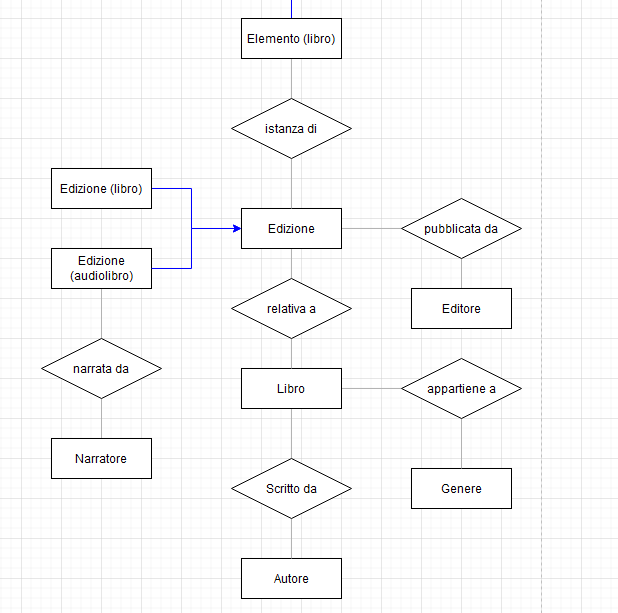 Elemento (libro)
istanza di
Edizione (libro)
Edizione
pubblicata da
Edizione
(audiolibro)
relativa a
Editore
narrata da
Libro
appartiene a
Narratore
Scritto da
Genere
Autore